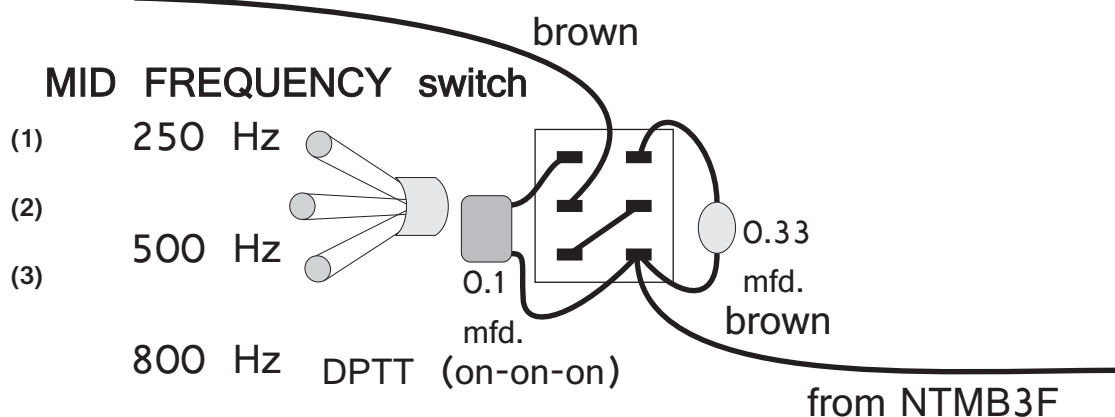 brown
MID FREQUENCY switch
(1) 250 Hz
(2)
500 Hz
(3)
0.33
mfd.
0.1
mfd.
brown
800 Hz
DPTT (on-on-on)
from NTMB3F